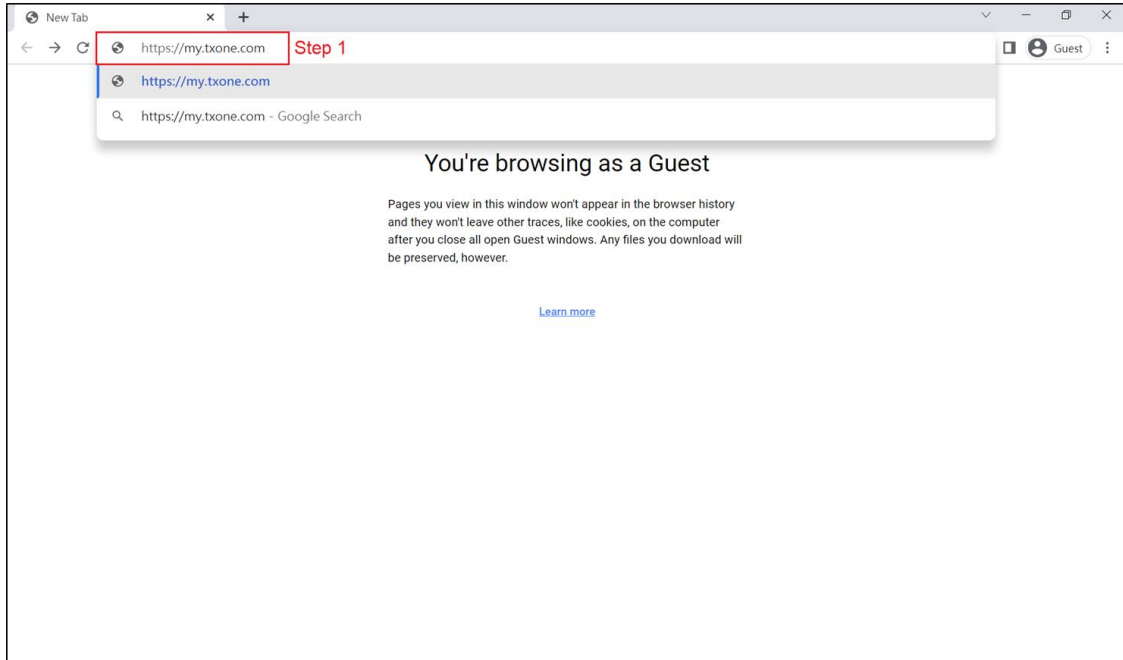 New Tab
https://my.txone.com Step 1 Guest
https://my.txone.com
https://my.txone.com - Google Search
You're browsing as a Guest
Pages you view in this window won't appear in the browser history
and they won't leave other traces, like cookies, on the computer
after you close all open Guest windows. Any files you download will
be preserved, however.
Learn more